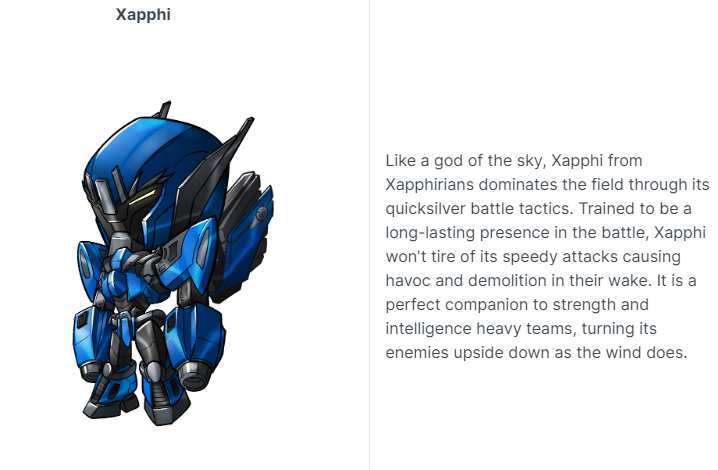 Xapphi
Like a god of the sky, Xapphi from
Xapphirians dominates the field through its
quicksilver battle tactics. Trained to be a
long-lasting presence in the battle, Xapphi
won't tire of its speedy attacks causing
havoc and demolition in their wake. It is a
perfect companion to strength and
intelligence heavy teams, turning its
enemies upside down as the wind does.